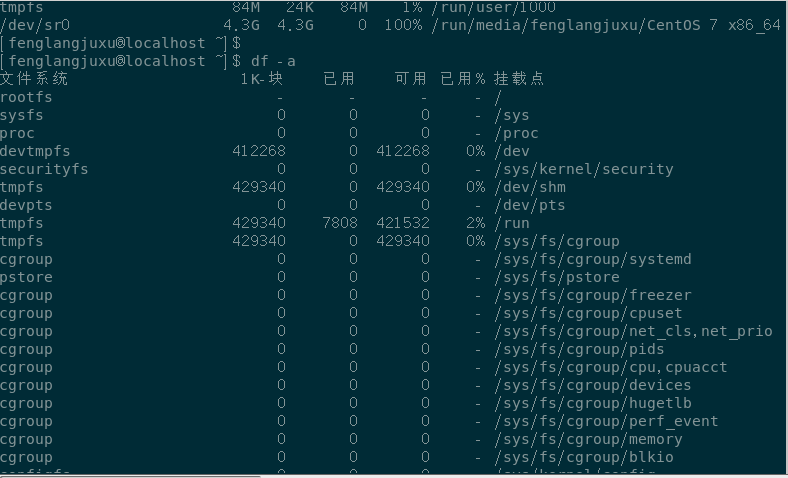 tmpfs 84M 24K 84M 1% /run/user/1000
/dev/sr0 4.3G 4.3G 0 100% /run/media/fenglangjuxu/CentOS 7 x86_64
[fenglangjuxu@localhost ~]$
[fenglangjuxu@localhost ~]$ df -a
文件系统 1K-块 已用 可用 已用% 挂载点
rootfs - - - - /
sysfs 0 0 0 - /sys
proc 0 0 0 - /proc
devtmpfs 412268 0 412268 0% /dev
securityfs 0 0 0 - /sys/kernel/security
tmpfs 429340 0 429340 0% /dev/shm
devpts 0 0 0 - /dev/pts
tmpfs 429340 7808 421532 2% /run
tmpfs 429340 0 429340 0% /sys/fs/cgroup
cgroup 0 0 0 - /sys/fs/cgroup/systemd
pstore 0 0 0 - /sys/fs/pstore
cgroup 0 0 0 - /sys/fs/cgroup/freezer
cgroup 0 0 0 - /sys/fs/cgroup/cpuset
cgroup 0 0 0 - /sys/fs/cgroup/net_cls,net_prio
cgroup 0 0 0 - /sys/fs/cgroup/pids
cgroup 0 0 0 - /sys/fs/cgroup/cpu,cpuacct
cgroup 0 0 0 - /sys/fs/cgroup/devices
cgroup 0 0 0 - /sys/fs/cgroup/hugetlb
cgroup 0 0 0 - /sys/fs/cgroup/perf_event
cgroup 0 0 0 - /sys/fs/cgroup/memory
cgroup 0 0 0 - /sys/fs/cgroup/blkio
configfs 0 0 0 - /sys/kernel/config